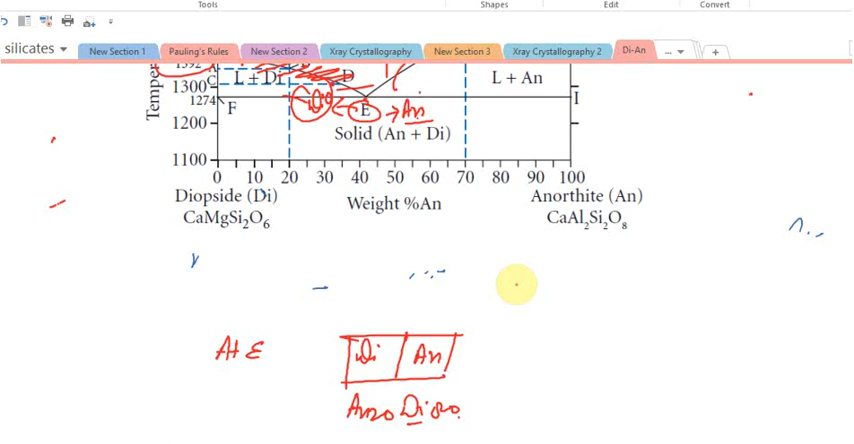 Tools Shapes Edit Convert
silicates New Section 1 Pauling's Rules New Section 2 Xray Crystallography New Section 3 Xray Crystallography 2 Di-An ... +
1392 A
C L + Di D L + An
1300
1274 F Di E An I
1200 Solid (An + Di)
1100
Temper
0 10 20 30 40 50 60 70 80 90 100
Diopside (Di) Weight %An Anorthite (An)
CaMgSi₂O₆ CaAl₂Si₂O₈
At E Di An
An20 Di80